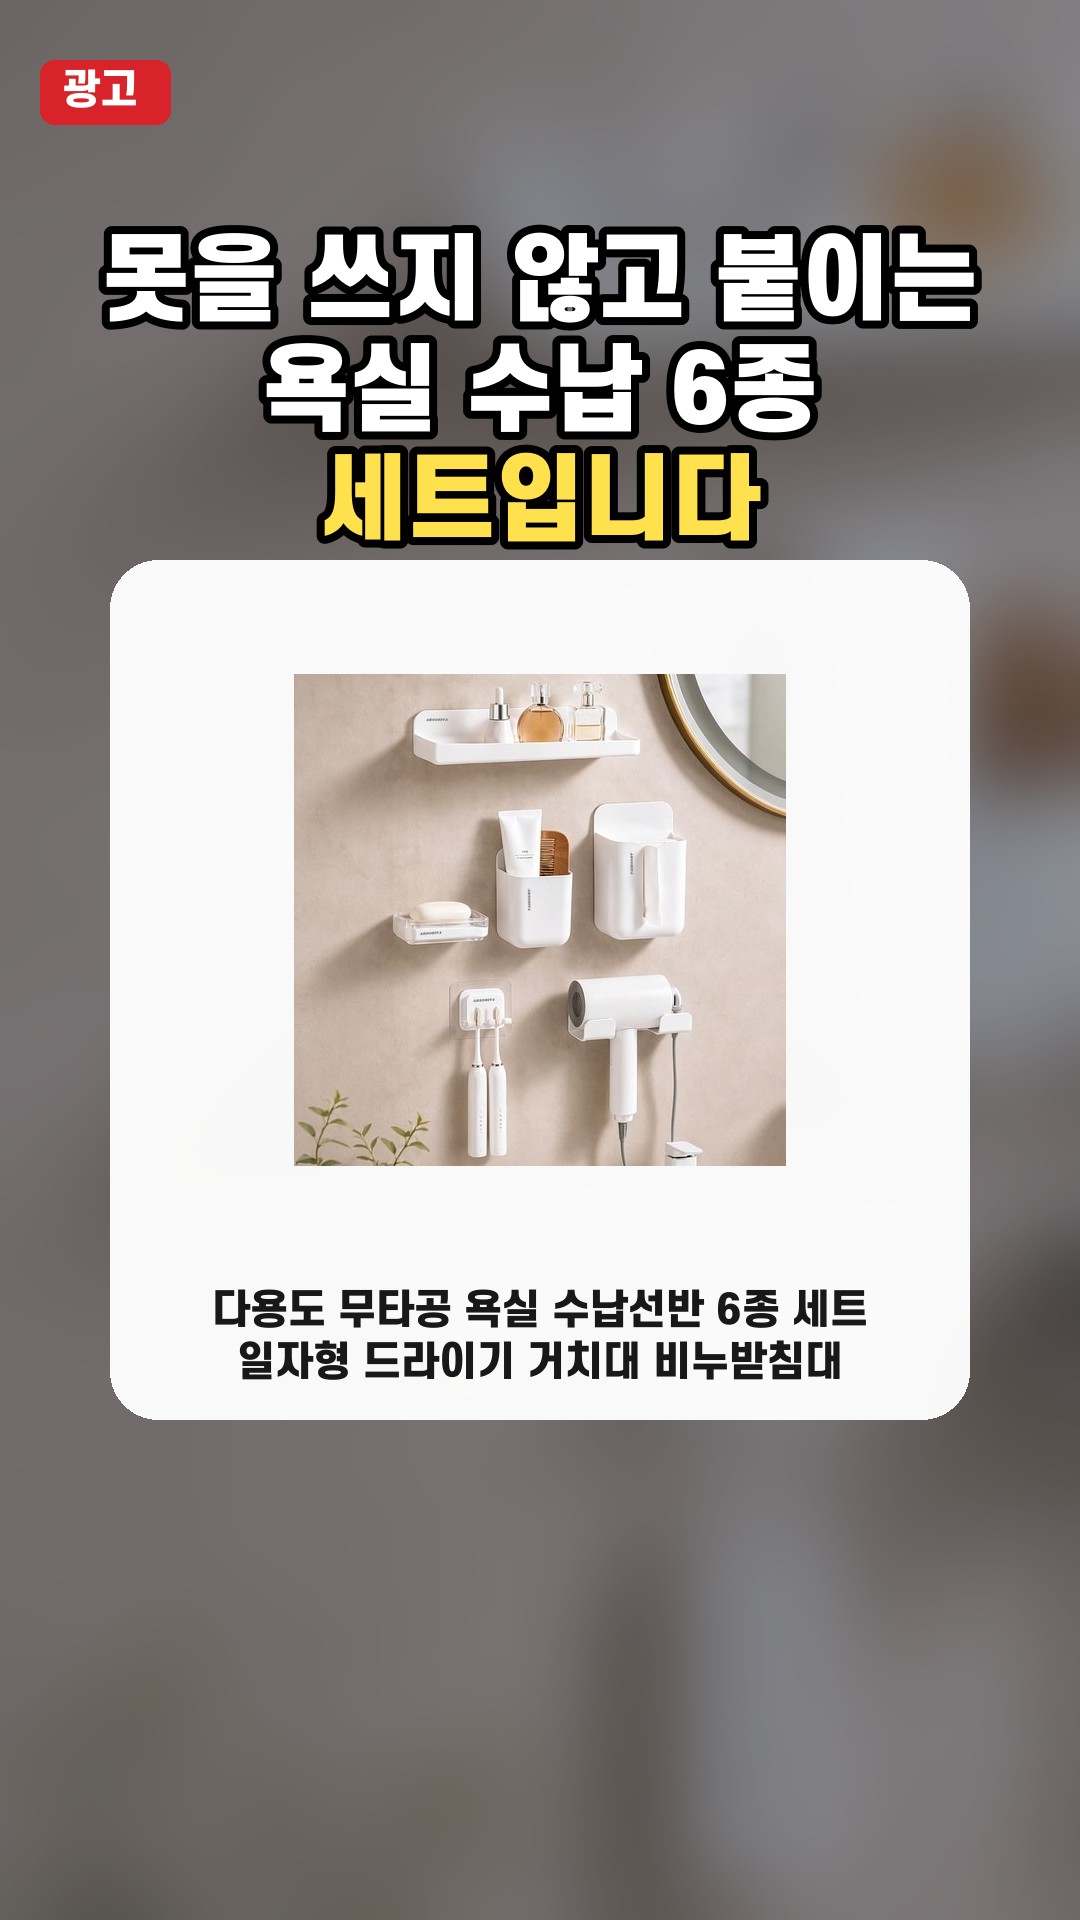 광고
못을 쓰지 않고 붙이는
욕실 수납 6종
세트입니다
다용도 무타공 욕실 수납선반 6종 세트
일자형 드라이기 거치대 비누받침대